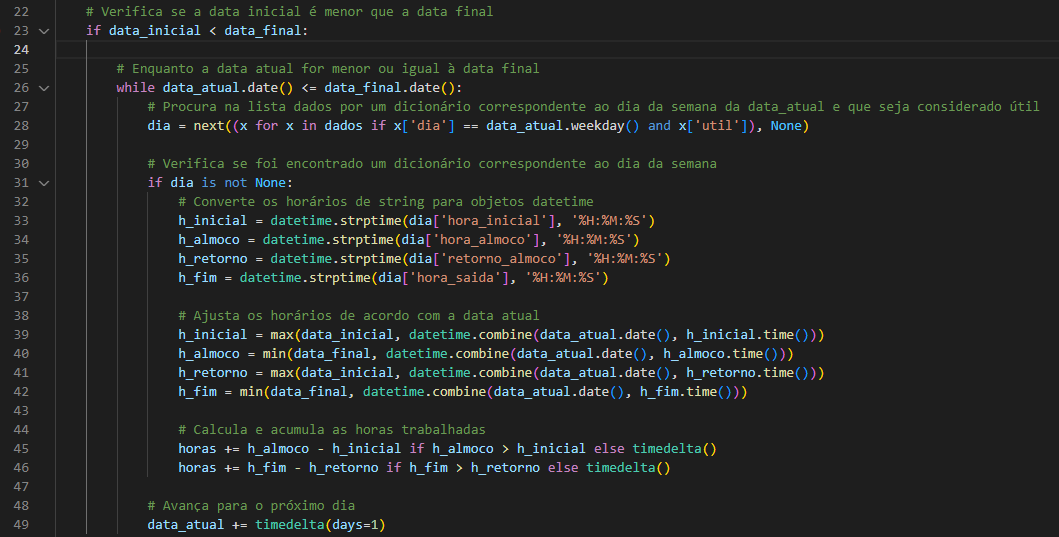 22 # Verifica se a data inicial é menor que a data final
23 if data_inicial < data_final:
24
25 # Enquanto a data atual for menor ou igual à data final
26 while data_atual.date() <= data_final.date():
27 # Procura na lista dados por um dicionário correspondente ao dia da semana da data_atual e que seja considerado útil
28 dia = next((x for x in dados if x['dia'] == data_atual.weekday() and x['util']), None)
29
30 # Verifica se foi encontrado um dicionário correspondente ao dia da semana
31 if dia is not None:
32 # Converte os horários de string para objetos datetime
33 h_inicial = datetime.strptime(dia['hora_inicial'], '%H:%M:%S')
34 h_almoco = datetime.strptime(dia['hora_almoco'], '%H:%M:%S')
35 h_retorno = datetime.strptime(dia['retorno_almoco'], '%H:%M:%S')
36 h_fim = datetime.strptime(dia['hora_saida'], '%H:%M:%S')
37
38 # Ajusta os horários de acordo com a data atual
39 h_inicial = max(data_inicial, datetime.combine(data_atual.date(), h_inicial.time()))
40 h_almoco = min(data_final, datetime.combine(data_atual.date(), h_almoco.time()))
41 h_retorno = max(data_inicial, datetime.combine(data_atual.date(), h_retorno.time()))
42 h_fim = min(data_final, datetime.combine(data_atual.date(), h_fim.time()))
43
44 # Calcula e acumula as horas trabalhadas
45 horas += h_almoco - h_inicial if h_almoco > h_inicial else timedelta()
46 horas += h_fim - h_retorno if h_fim > h_retorno else timedelta()
47
48 # Avança para o próximo dia
49 data_atual += timedelta(days=1)